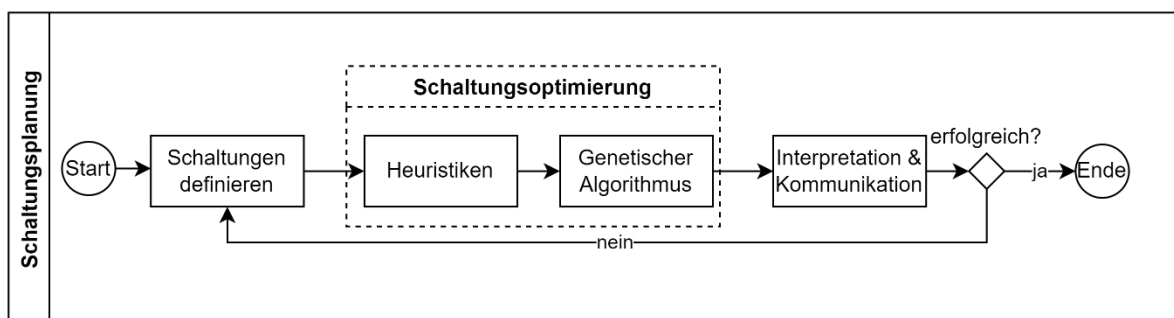 Schaltungsplanung
Schaltungsoptimierung
Start
Schaltungen
definieren
Heuristiken
Genetischer
Algorithmus
Interpretation &
Kommunikation
erfolgreich?
ja
Ende
nein